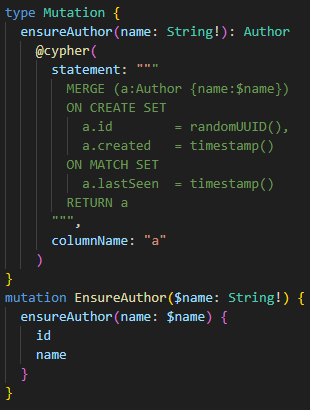 type Mutation {
  ensureAuthor(name: String!): Author
    @cypher(
      statement: """
        MERGE (a:Author {name:$name})
        ON CREATE SET
          a.id        = randomUUID(),
          a.created   = timestamp()
        ON MATCH SET
          a.lastSeen  = timestamp()
        RETURN a
      """,
      columnName: "a"
    )
}
mutation EnsureAuthor($name: String!) {
  ensureAuthor(name: $name) {
    id
    name
  }
}